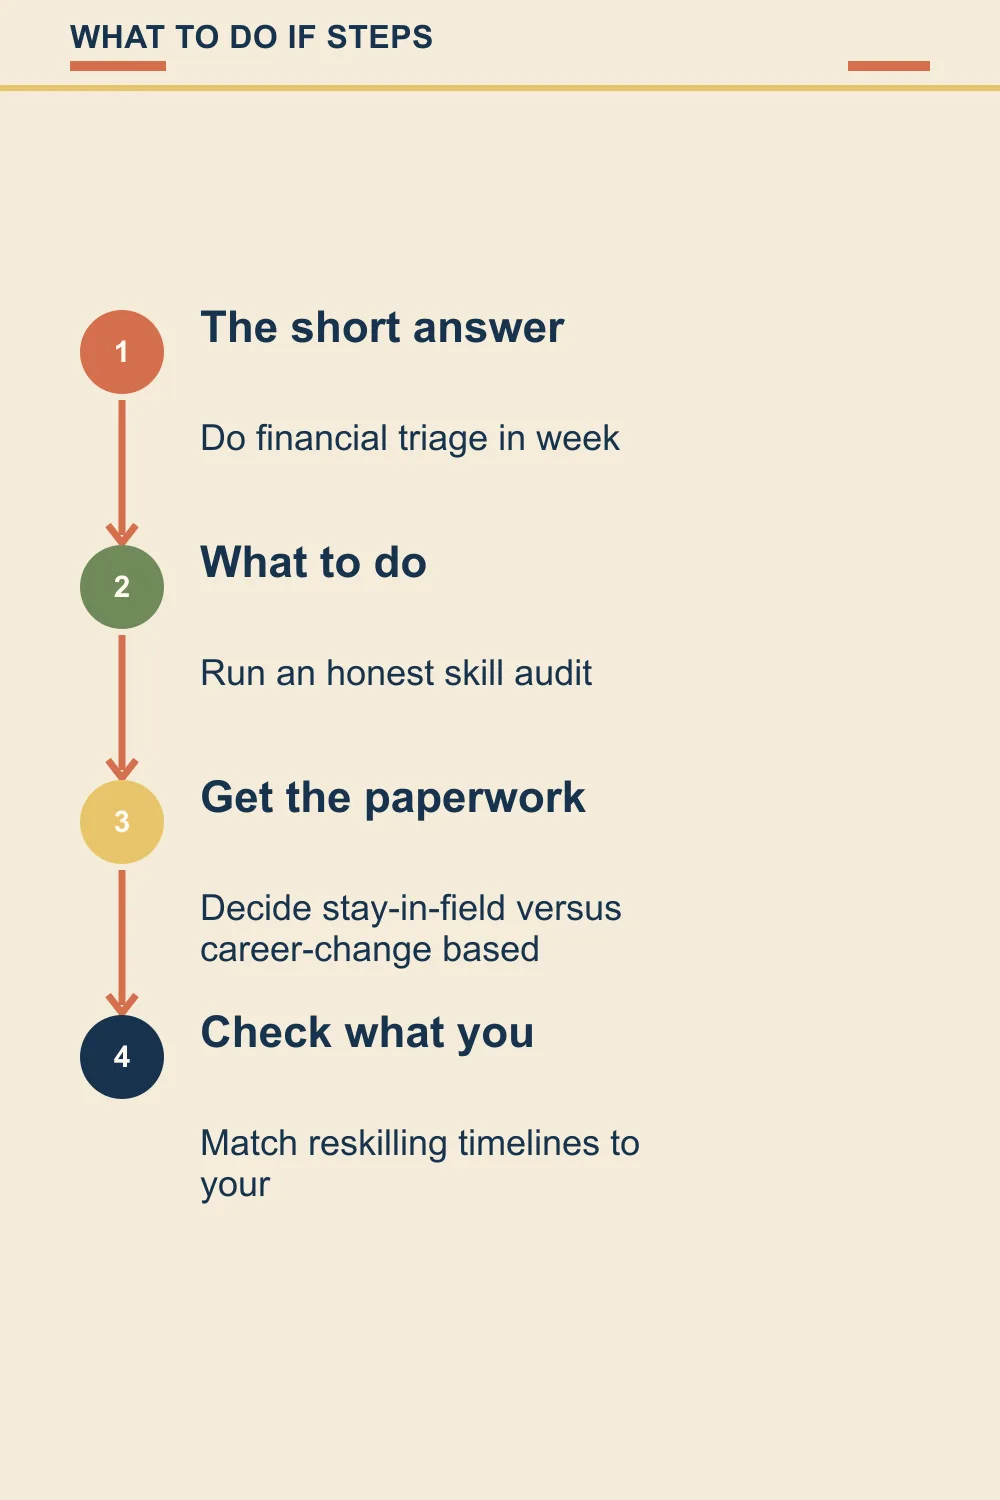 WHAT TO DO IF STEPS
1
The short answer
Do financial triage in week
2
What to do
Run an honest skill audit
3
Get the paperwork
Decide stay-in-field versus
career-change based
4
Check what you
Match reskilling timelines to
your